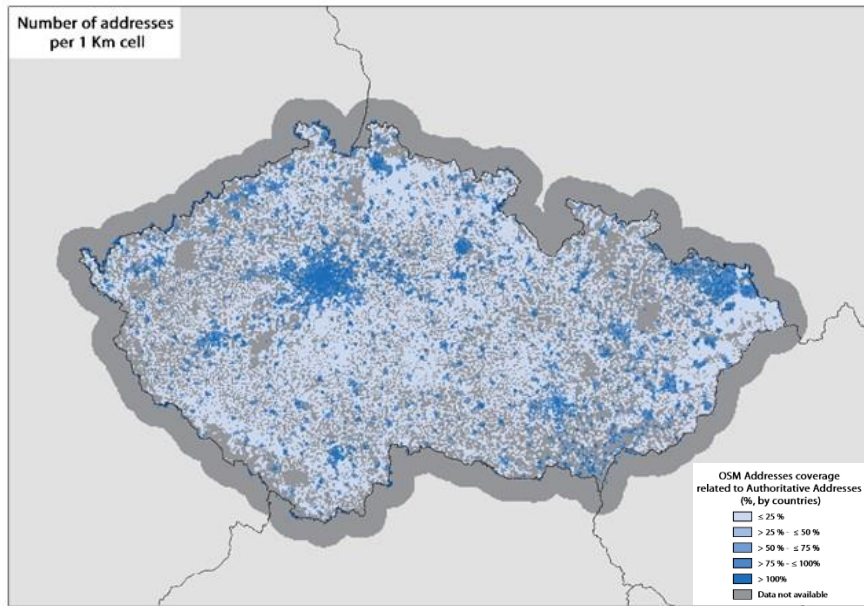 Number of addresses
per 1 Km cell
OSM Addresses coverage
related to Authoritative Addresses
(%, by countries)
≤ 25 %
> 25 % - ≤ 50 %
> 50 % - ≤ 75 %
> 75 % - ≤ 100%
> 100%
Data not available